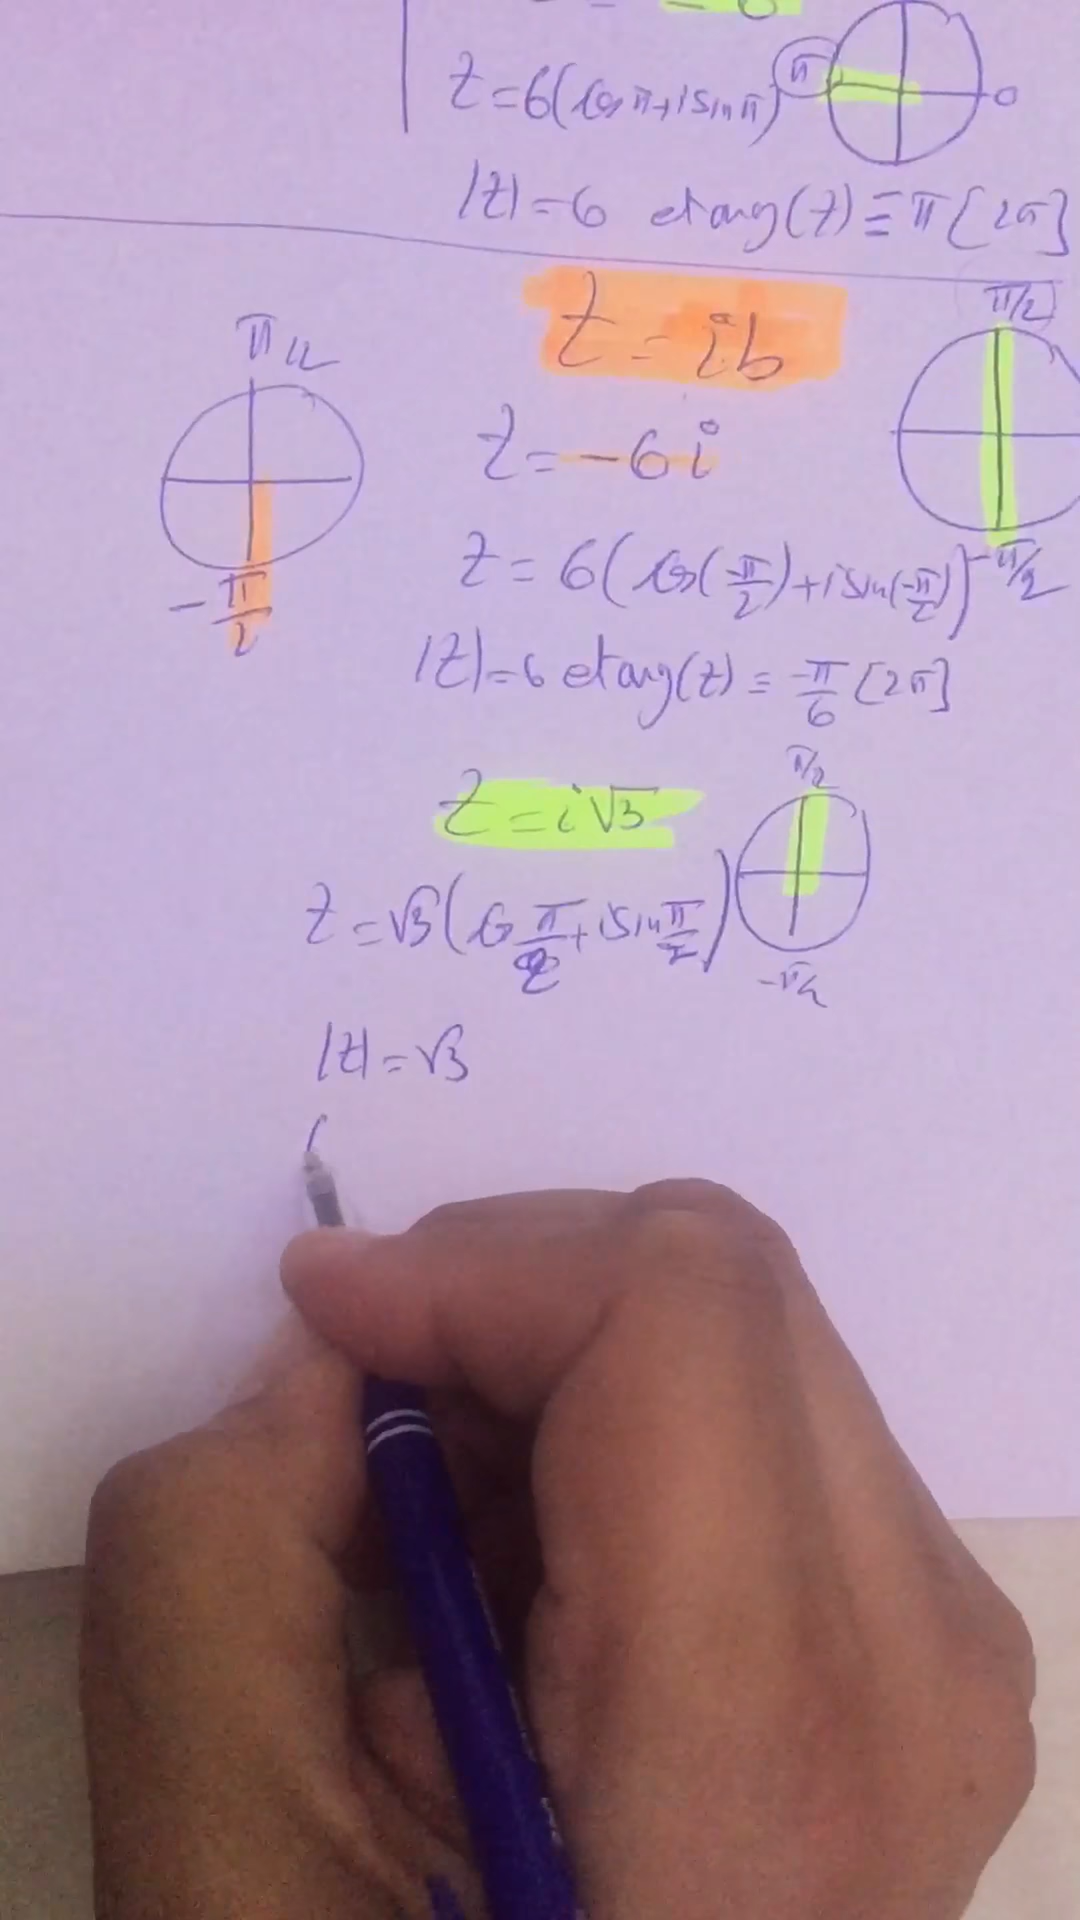 z=6(cos π+i sin π)
π
0
|z|=6 et arg(z)≡π[2π]
z=ib
π/2
-π/2
π/2
-π/2
z=-6i
z=6(cos(-π/2)+i sin(-π/2))
|z|=6 et arg(z)≡-π/6[2π]
z=i√3
π/2
-π/2
z=√3(cos π/2+i sin π/2)
|z|=√3